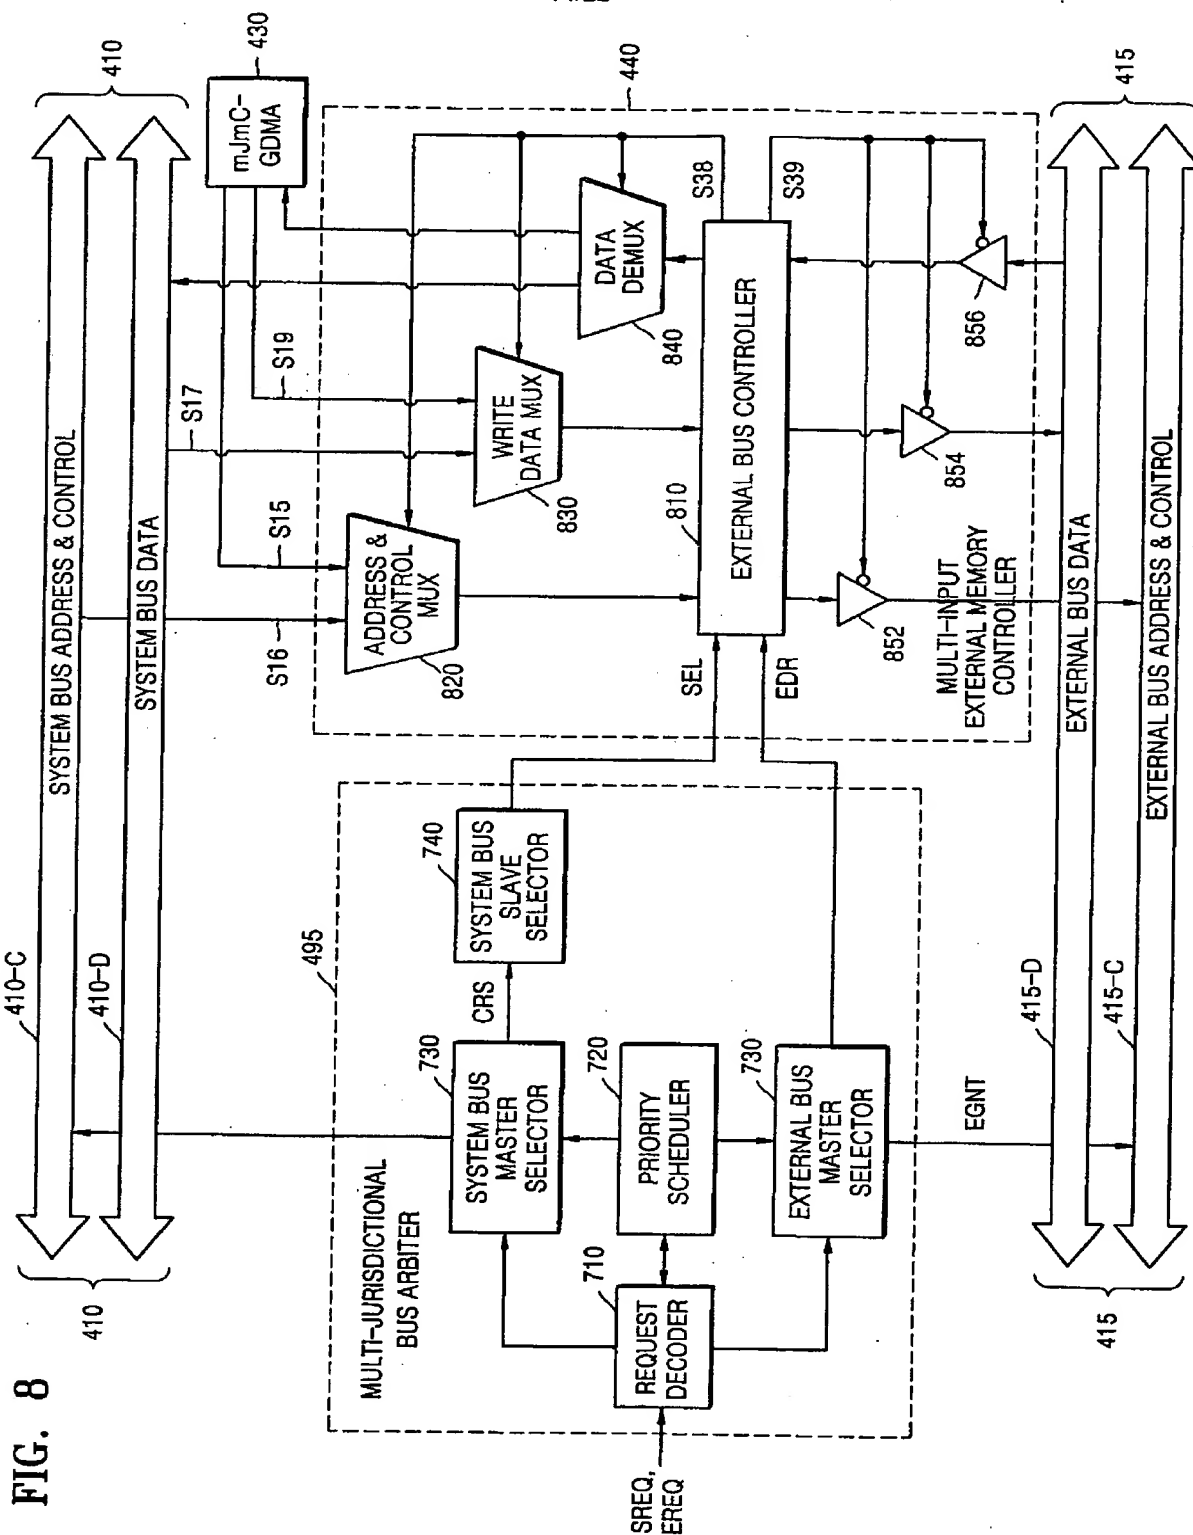 FIG. 8
410
410-C
SYSTEM BUS ADDRESS & CONTROL
410
410-D
SYSTEM BUS DATA
430
mJmC-
GDMA
S16
S15
S17
S19
440
495
MULTI-JURISDICTIONAL
BUS ARBITER
SREQ,
EREQ
710
REQUEST
DECODER
730
SYSTEM BUS
MASTER
SELECTOR
CRS
740
SYSTEM BUS
SLAVE
SELECTOR
720
PRIORITY
SCHEDULER
730
EXTERNAL BUS
MASTER
SELECTOR
EGNT
SEL
EDR
820
ADDRESS &
CONTROL
MUX
830
WRITE
DATA MUX
840
DATA
DEMUX
810
EXTERNAL BUS CONTROLLER
S38
S39
852
854
856
MULTI-INPUT
EXTERNAL MEMORY
CONTROLLER
415-D
EXTERNAL BUS DATA
415
415-C
EXTERNAL BUS ADDRESS & CONTROL
415